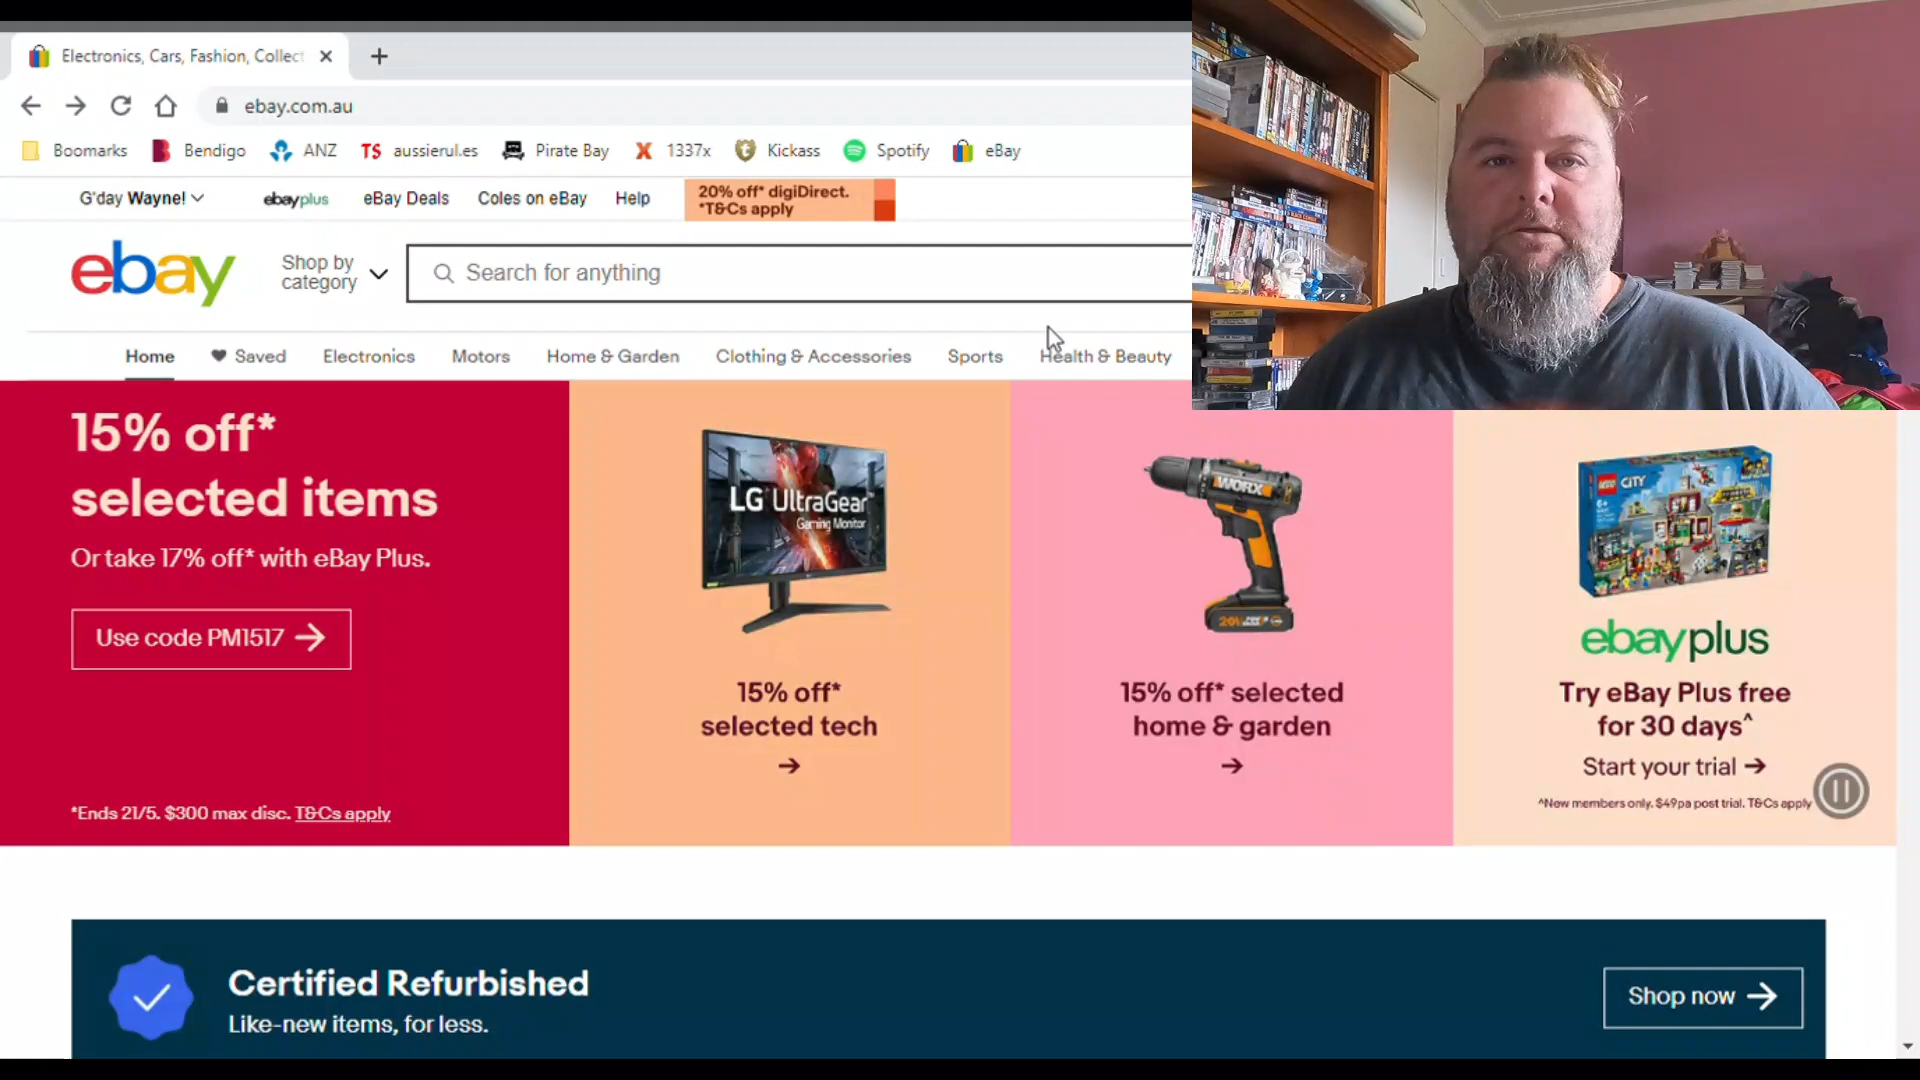 Electronics, Cars, Fashion, Collect
ebay.com.au
Boomarks Bendigo ANZ TS aussierul.es Pirate Bay 1337x Kickass Spotify eBay
G'day Wayne! ebayplus eBay Deals Coles on eBay Help
20% off* digiDirect.
*T&Cs apply
ebay
Shop by
category
Search for anything
Home Saved Electronics Motors Home & Garden Clothing & Accessories Sports Health & Beauty
15% off*
selected items
Or take 17% off* with eBay Plus.
Use code PM1517
*Ends 21/5. $300 max disc. T&Cs apply
LG UltraGear
Gaming Monitor
15% off*
selected tech
WORX
20V
15% off* selected
home & garden
LEGO CITY
ebayplus
Try eBay Plus free
for 30 days^
Start your trial
^New members only. $49pa post trial. T&Cs apply
Certified Refurbished
Like-new items, for less.
Shop now